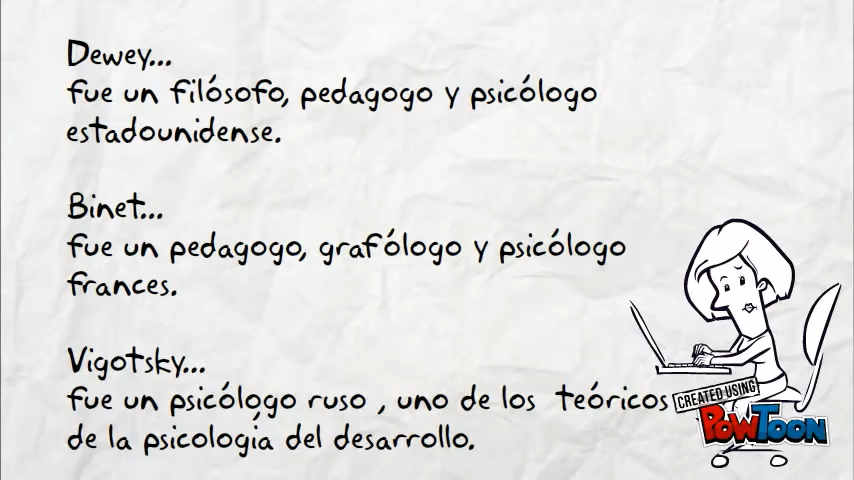 Dewey...
fue un filósofo, pedagogo y psicólogo
estadounidense.
Binet...
fue un pedagogo, grafólogo y psicólogo
frances.
Vigotsky...
fue un psicólogo ruso , uno de los teóricos
de la psicología del desarrollo.
CREATED USING
POWTOON